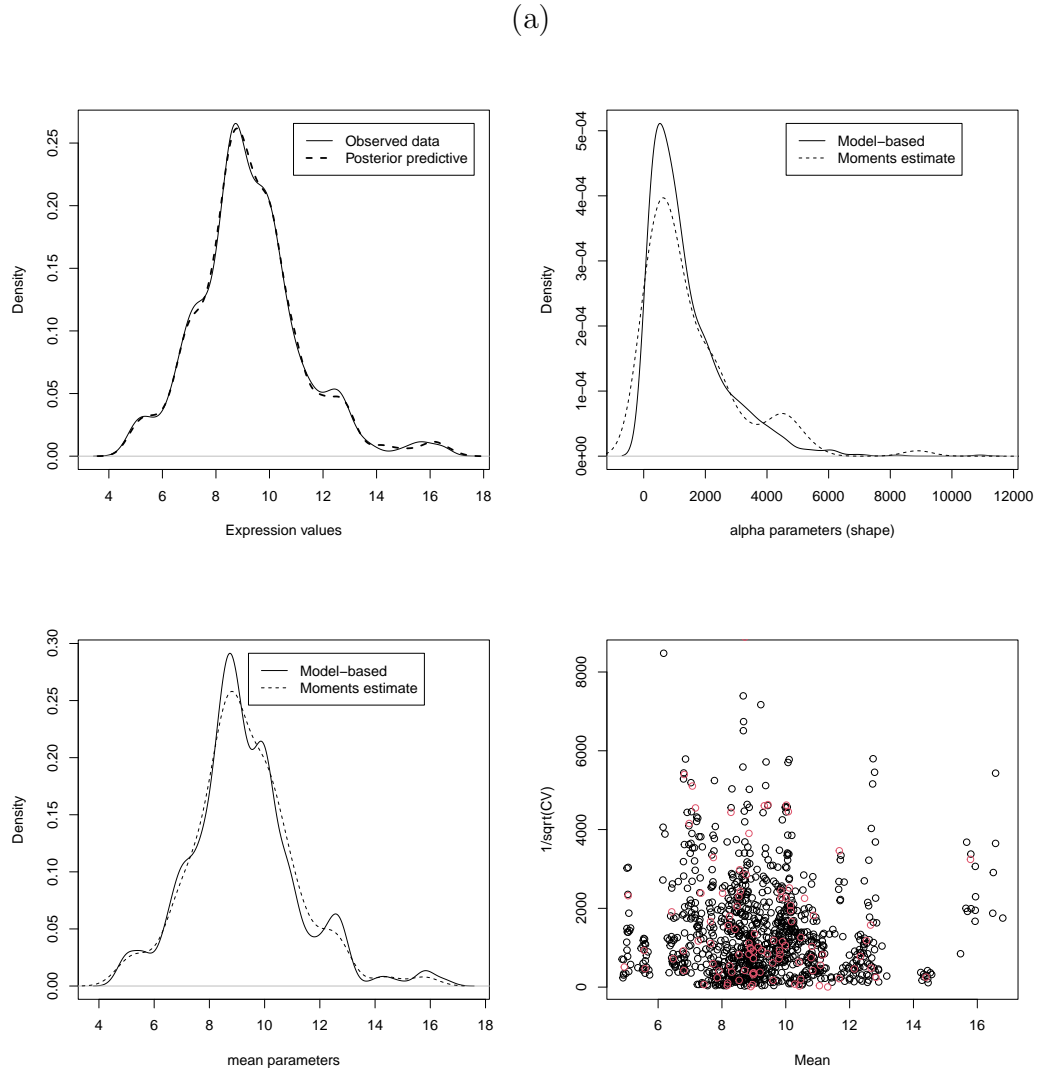 (a)
Density
0.00 0.05 0.10 0.15 0.20 0.25
Observed data
Posterior predictive
4 6 8 10 12 14 16 18
Expression values
Density
0e+00 1e−04 2e−04 3e−04 4e−04 5e−04
Model−based
Moments estimate
0 2000 4000 6000 8000 10000 12000
alpha parameters (shape)
Density
0.00 0.05 0.10 0.15 0.20 0.25 0.30
Model−based
Moments estimate
4 6 8 10 12 14 16 18
mean parameters
1/sqrt(CV)
0 2000 4000 6000 8000
6 8 10 12 14 16
Mean